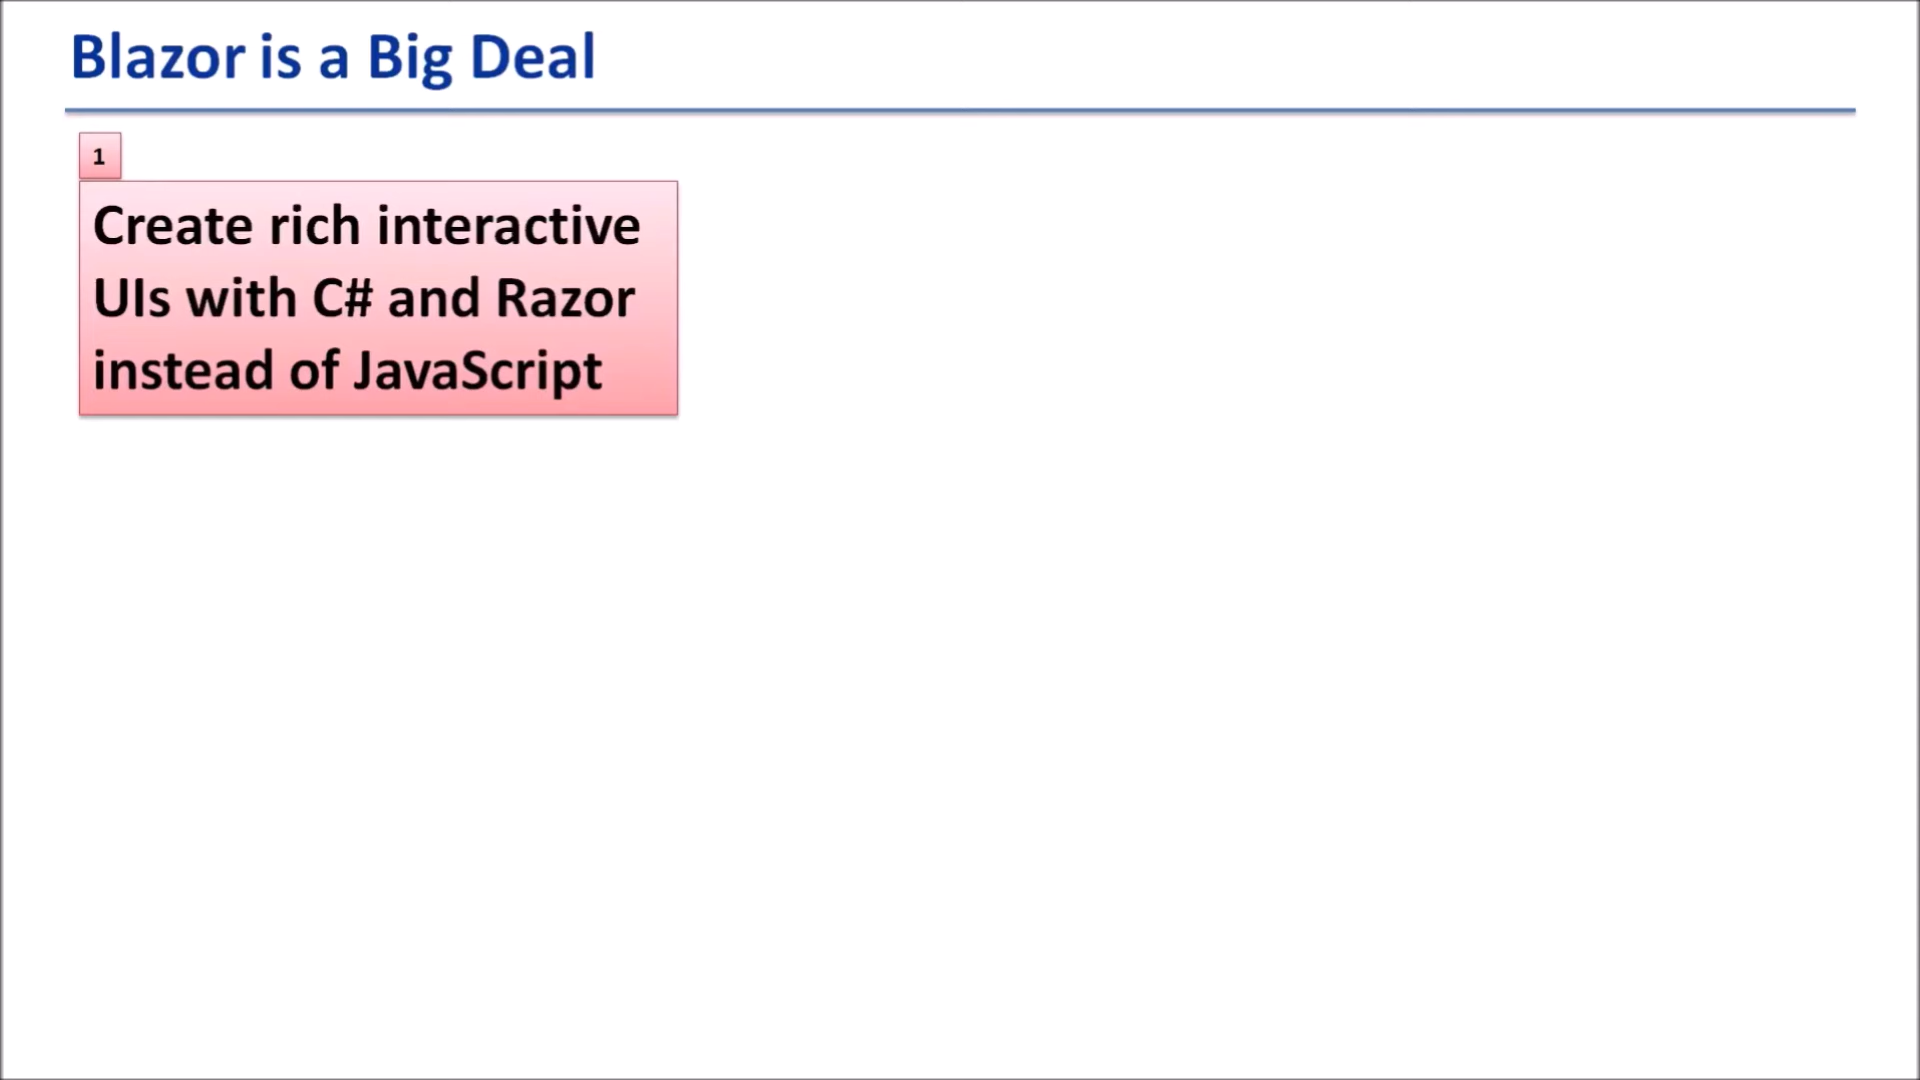 Blazor is a Big Deal
1
Create rich interactive
UIs with C# and Razor
instead of JavaScript